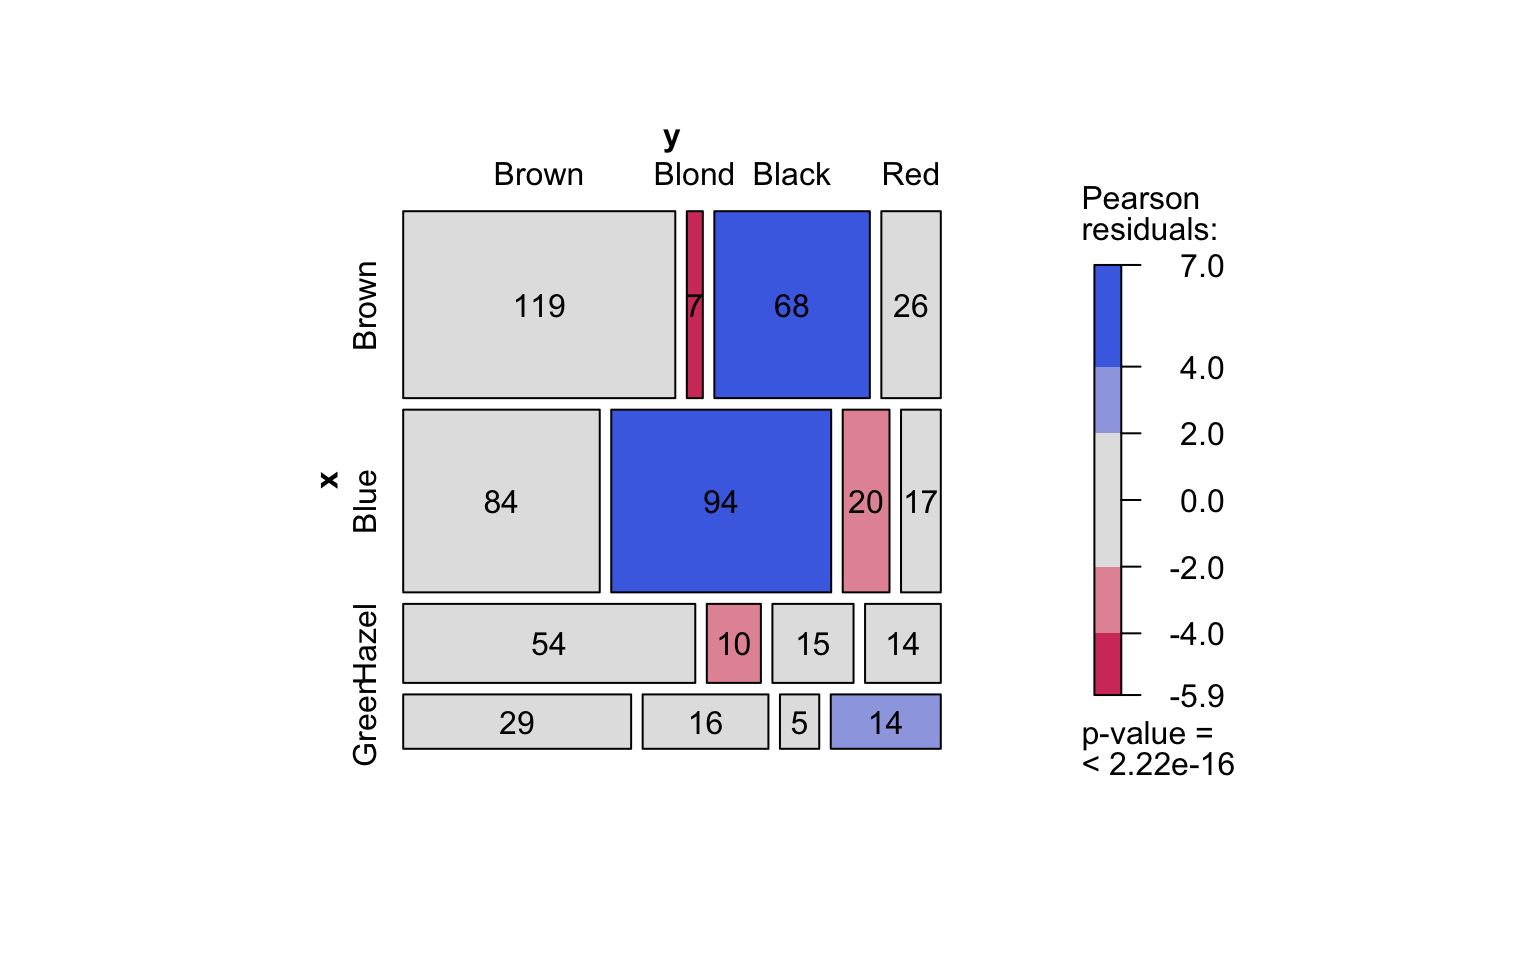 y
Brown Blond Black Red
Brown
119 7 68 26
x
Blue
84 94 20 17
Hazel
54 10 15 14
Green
29 16 5 14
Pearson
residuals:
7.0
4.0
2.0
0.0
-2.0
-4.0
-5.9
p-value =
< 2.22e-16